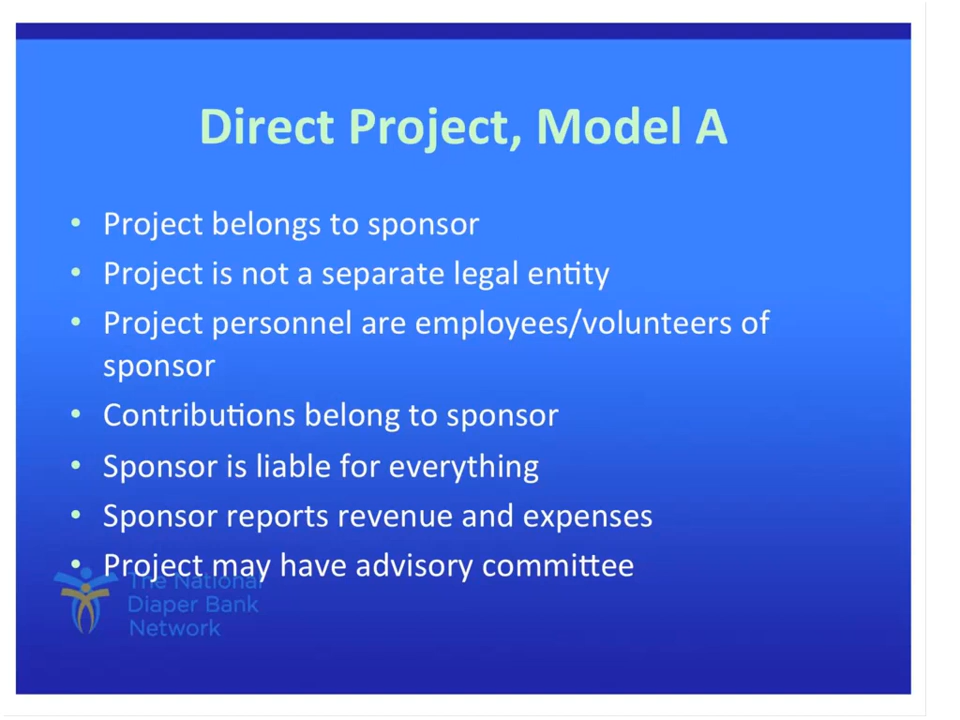 Direct Project, Model A
• Project belongs to sponsor
• Project is not a separate legal entity
• Project personnel are employees/volunteers of
sponsor
• Contributions belong to sponsor
• Sponsor is liable for everything
• Sponsor reports revenue and expenses
• Project may have advisory committee
The National
Diaper Bank
Network